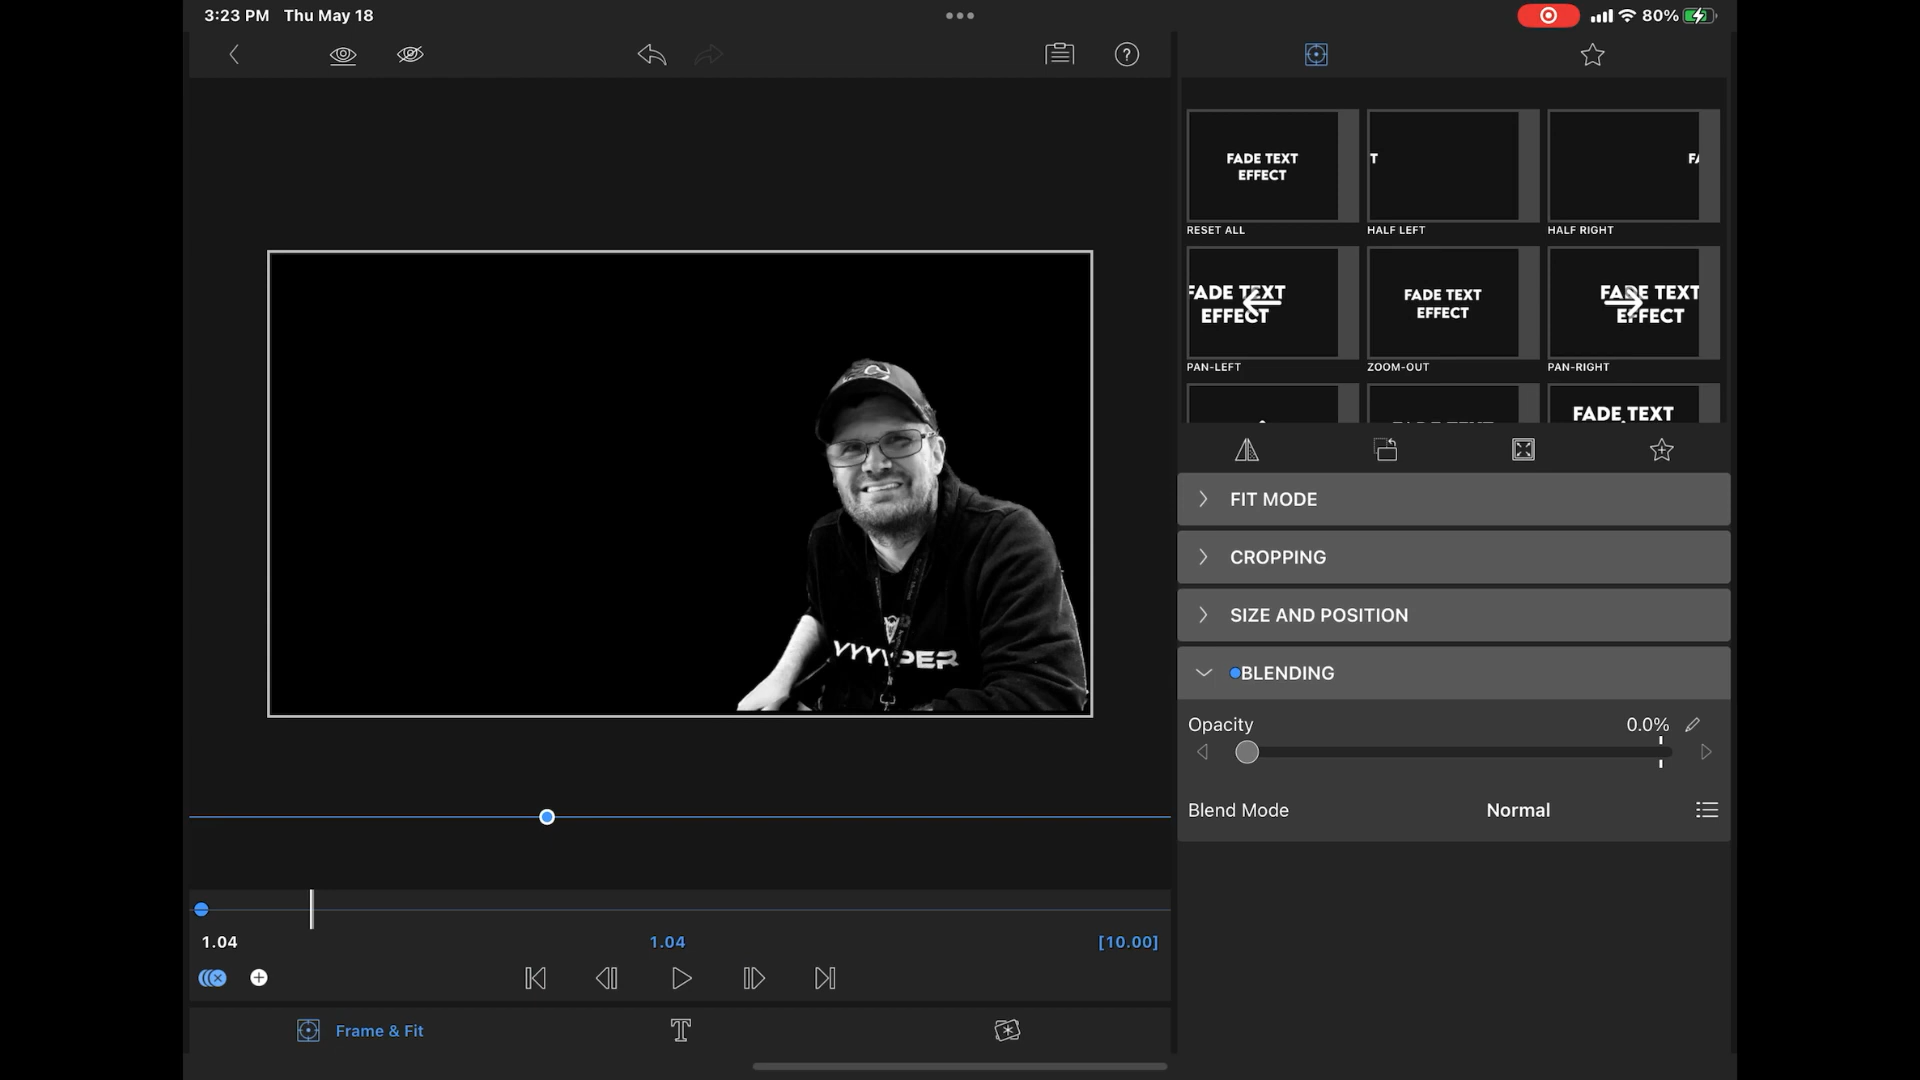 3:23 PM Thu May 18
80%
FADE TEXT
EFFECT
T
RESET ALL
HALF LEFT
HALF RIGHT
FADE TEXT
EFFECT
FADE TEXT
EFFECT
FADE TEXT
EFFECT
PAN-LEFT
ZOOM-OUT
PAN-RIGHT
FADE TEXT
FIT MODE
CROPPING
SIZE AND POSITION
BLENDING
Opacity
0.0%
Blend Mode
Normal
1.04
1.04
[10.00]
Frame & Fit